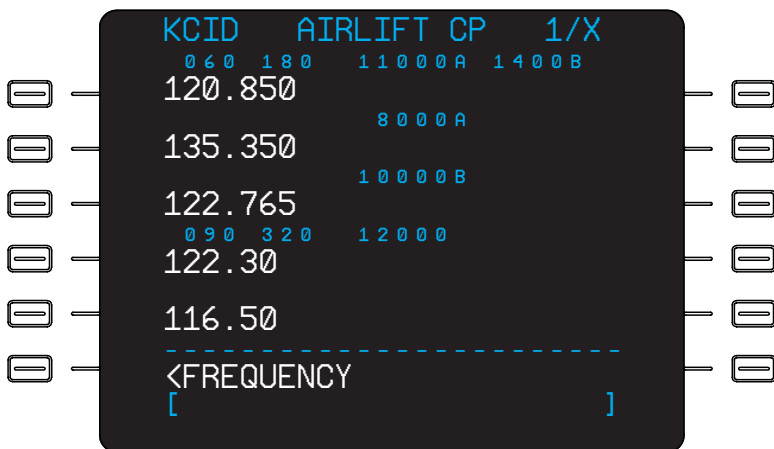 KCID AIRLIFT CP 1/X
060 180 11000A 1400B
120.850
8000A
135.350
10000B
122.765
090 320 12000
122.30
116.50
--------------------------
<FREQUENCY
[ ]